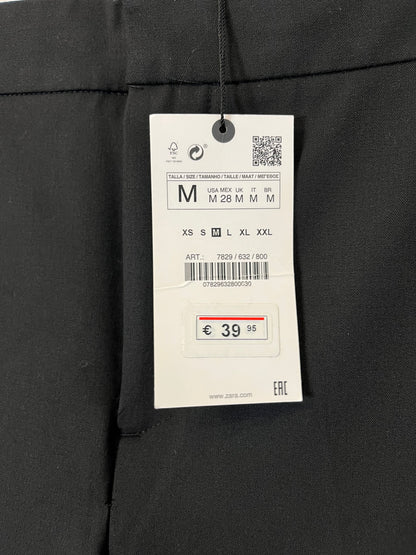 FSC
TALLA / SIZE / TAMANHO / TAILLE / MAAT / ΜΕΓΕΘΟΣ
M
USA MEX UK IT BR
M 28 M M M
XS S M L XL XXL
ART.: 7829 / 632 / 800
07829632800030
€ 39 95
www.zara.com
EAC